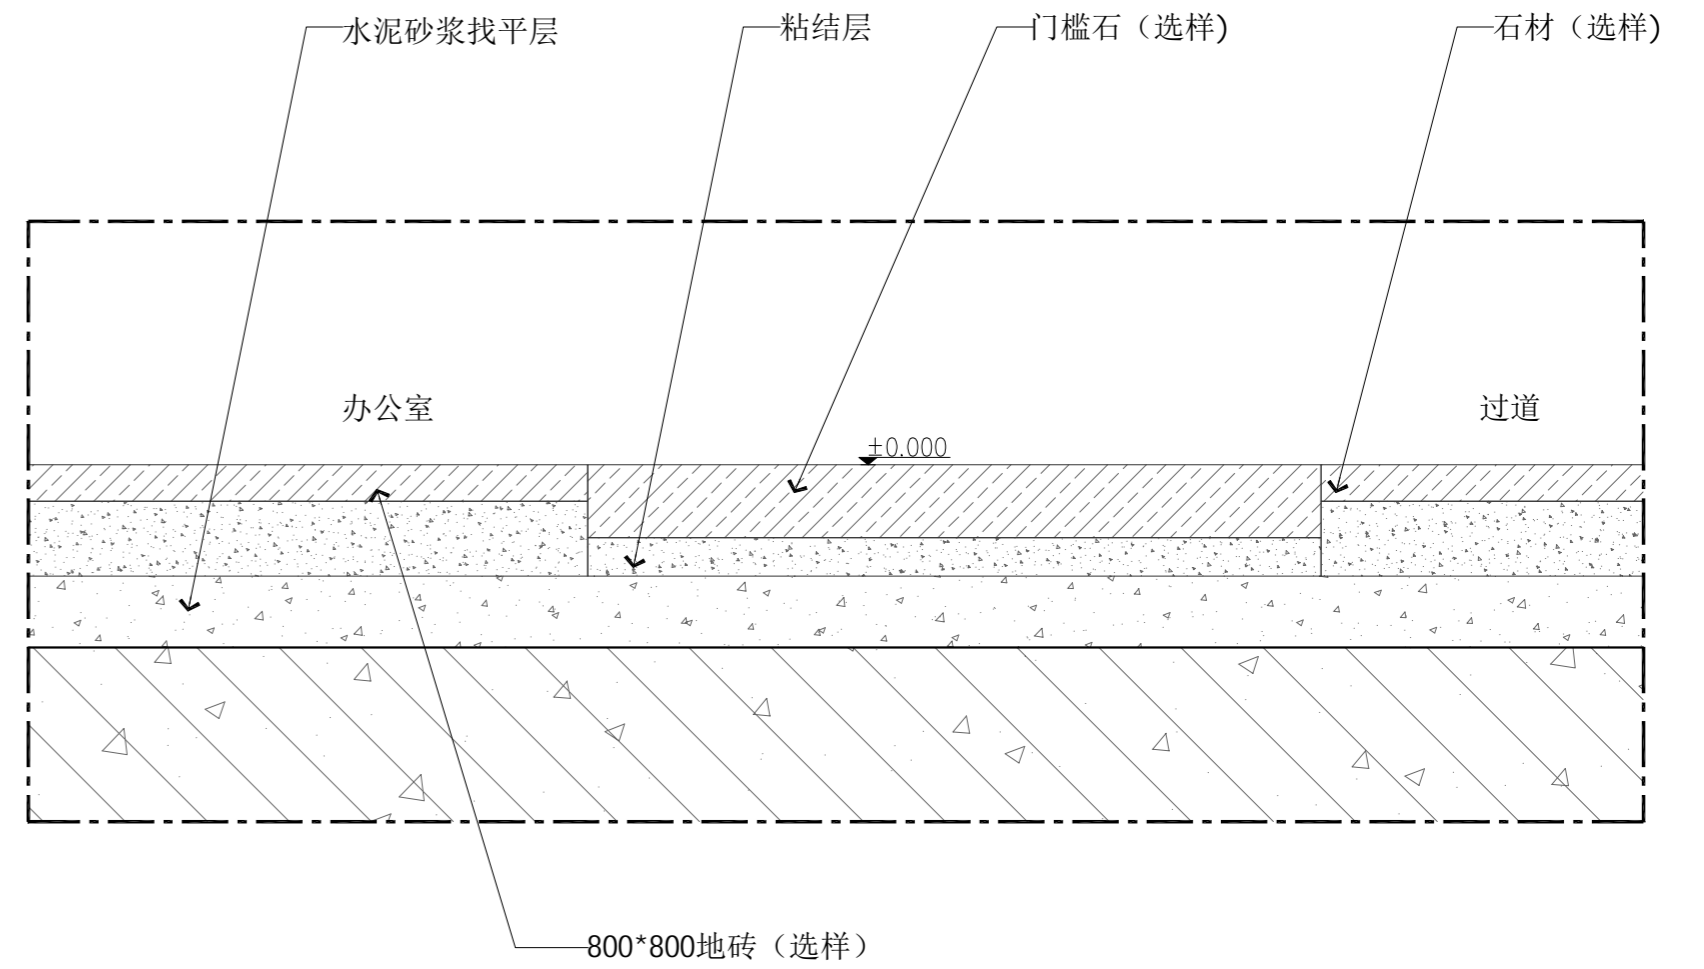 水泥砂浆找平层
粘结层
门槛石（选样)
石材（选样)
办公室
过道
±0.000
800*800地砖（选样）